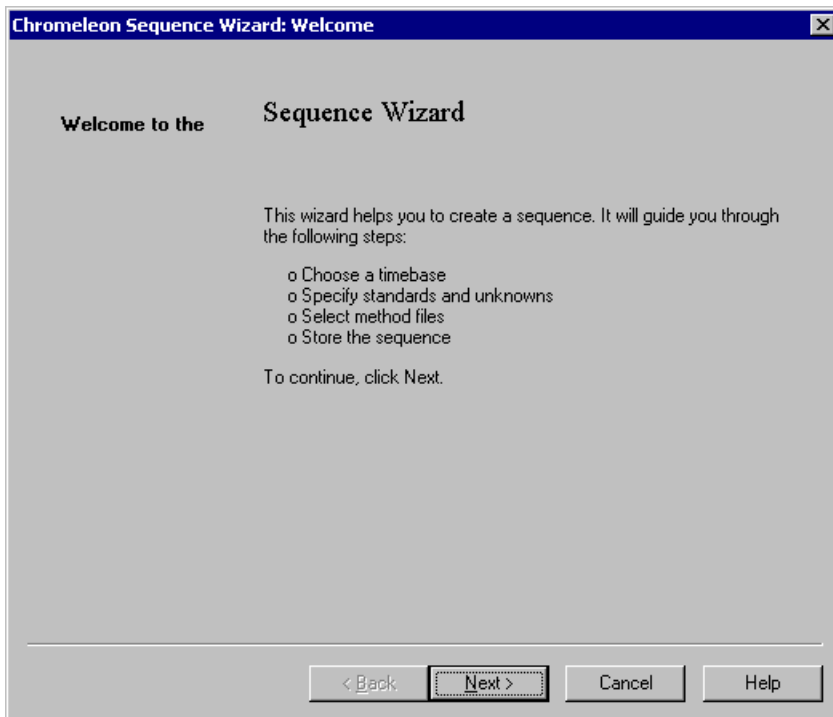 Chromeleon Sequence Wizard: Welcome
Welcome to the
Sequence Wizard
This wizard helps you to create a sequence. It will guide you through
the following steps:
o Choose a timebase
o Specify standards and unknowns
o Select method files
o Store the sequence
To continue, click Next.
< Back
Next >
Cancel
Help